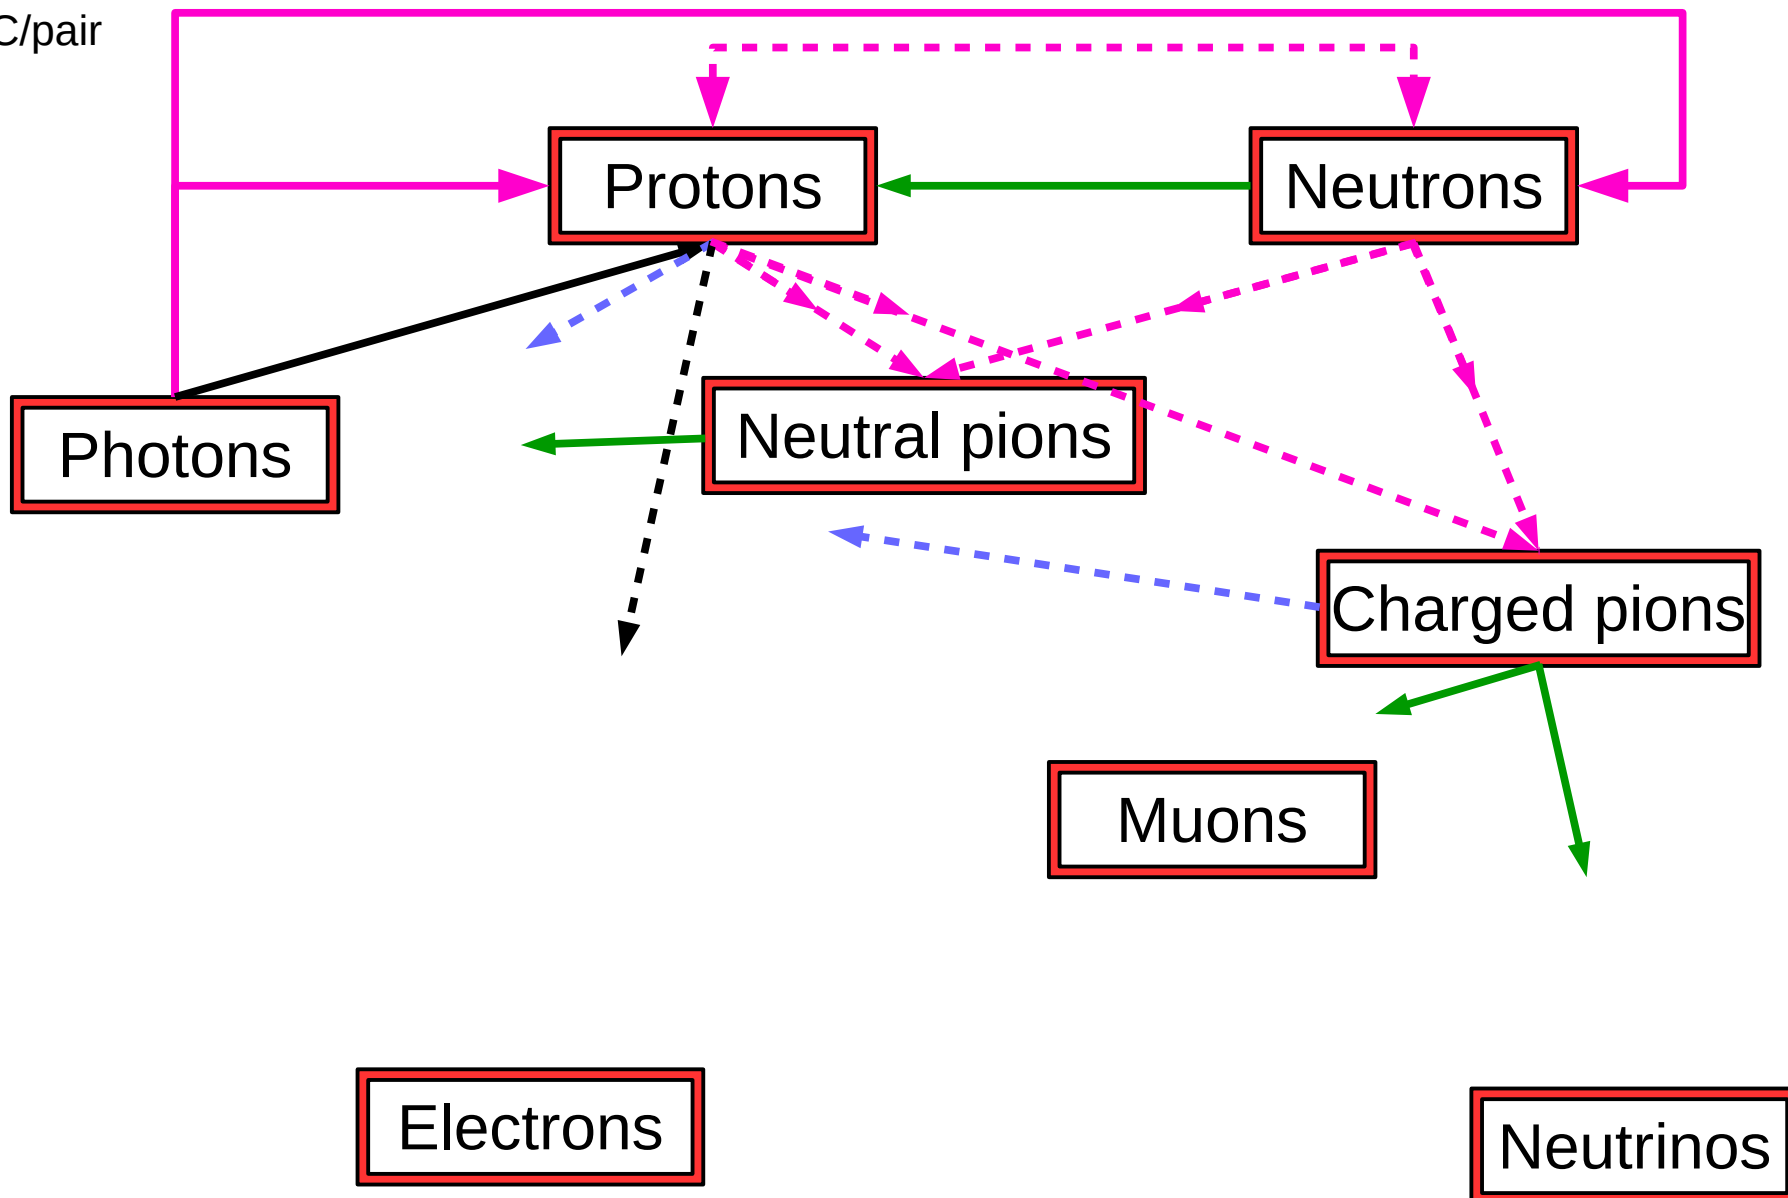 C/pair
Protons
Neutrons
Photons
Neutral pions
Charged pions
Muons
Electrons
Neutrinos